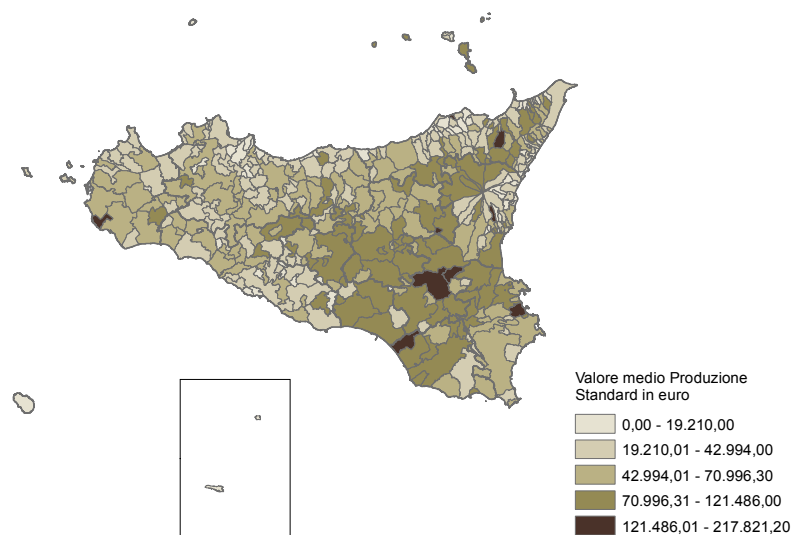 Valore medio Produzione
Standard in euro
0,00 - 19.210,00
19.210,01 - 42.994,00
42.994,01 - 70.996,30
70.996,31 - 121.486,00
121.486,01 - 217.821,20